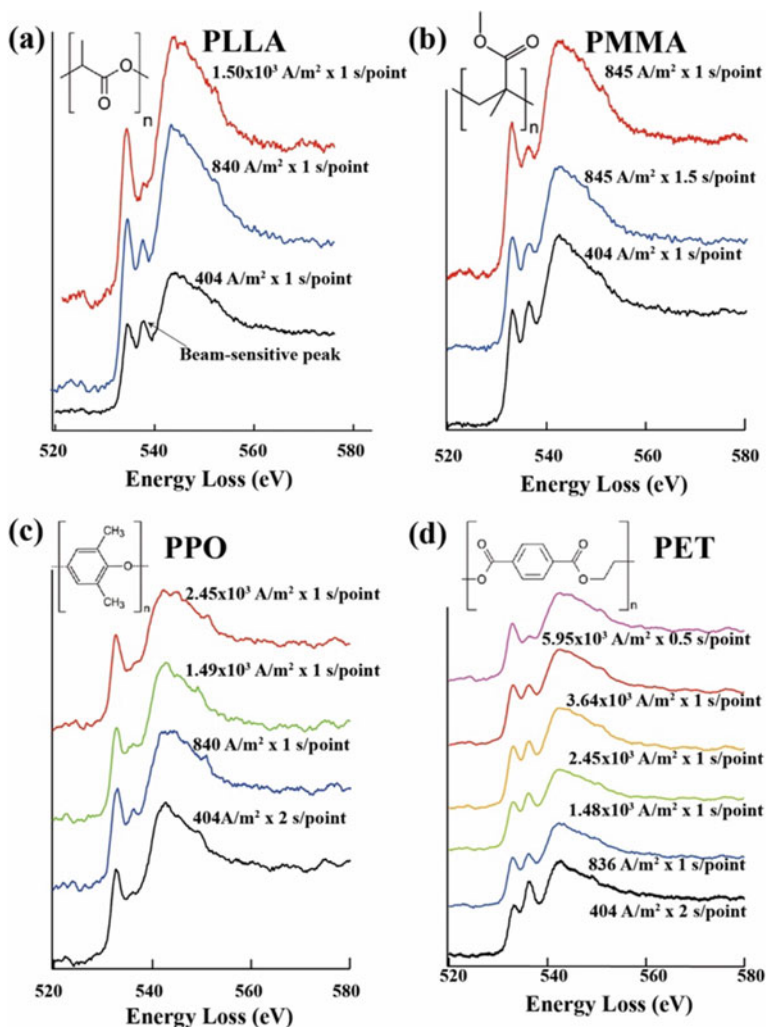 (a)
PLLA
O
O
n
1.50x10³ A/m² x 1 s/point
840 A/m² x 1 s/point
404 A/m² x 1 s/point
Beam-sensitive peak
520 540 560 580
Energy Loss (eV)
(b)
PMMA
O
O
n
845 A/m² x 1 s/point
845 A/m² x 1.5 s/point
404 A/m² x 1 s/point
520 540 560 580
Energy Loss (eV)
(c)
PPO
CH₃
O
CH₃
n
2.45x10³ A/m² x 1 s/point
1.49x10³ A/m² x 1 s/point
840 A/m² x 1 s/point
404A/m² x 2 s/point
520 540 560 580
Energy Loss (eV)
(d)
PET
O
O
O
O
n
5.95x10³ A/m² x 0.5 s/point
3.64x10³ A/m² x 1 s/point
2.45x10³ A/m² x 1 s/point
1.48x10³ A/m² x 1 s/point
836 A/m² x 1 s/point
404 A/m² x 2 s/point
520 540 560 580
Energy Loss (eV)